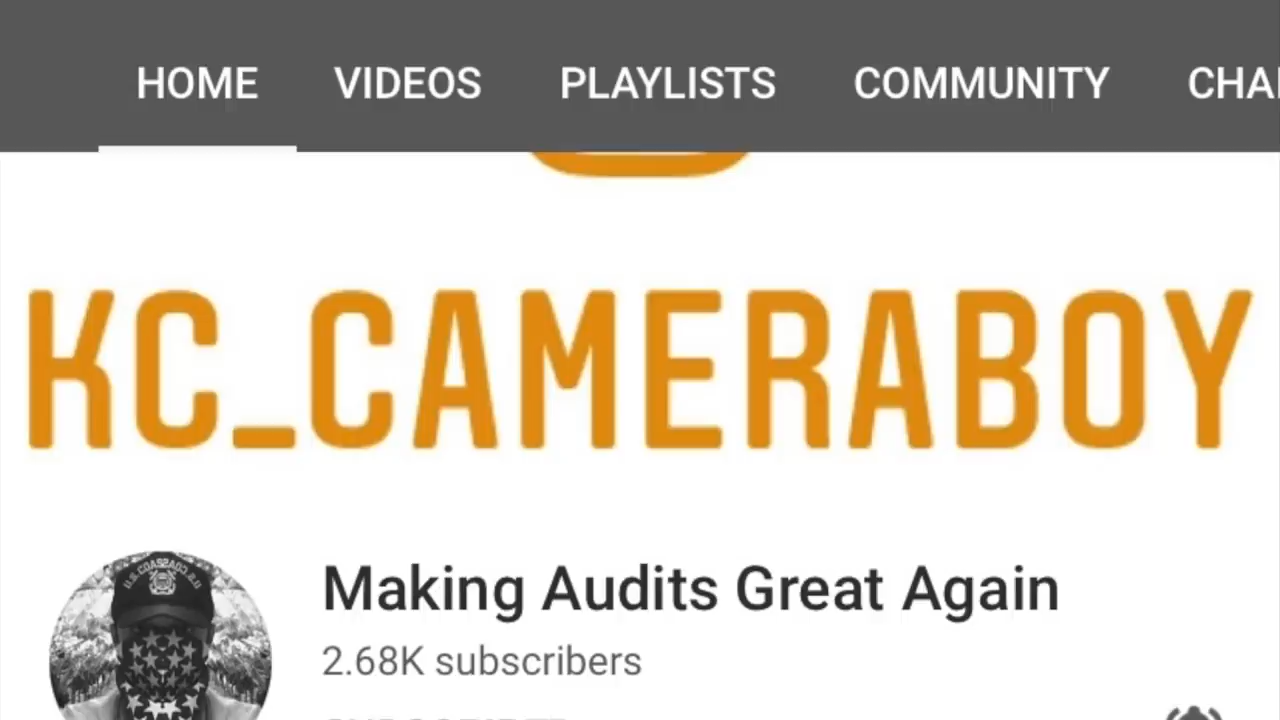 HOME VIDEOS PLAYLISTS COMMUNITY
KC_CAMERABOY
Making Audits Great Again
2.68K subscribers